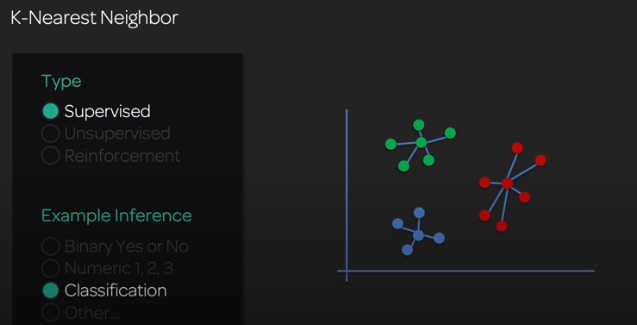 K-Nearest Neighbor
Type
Supervised
Unsupervised
Reinforcement
Example Inference
Binary Yes or No
Numeric 1, 2, 3
Classification
Other...